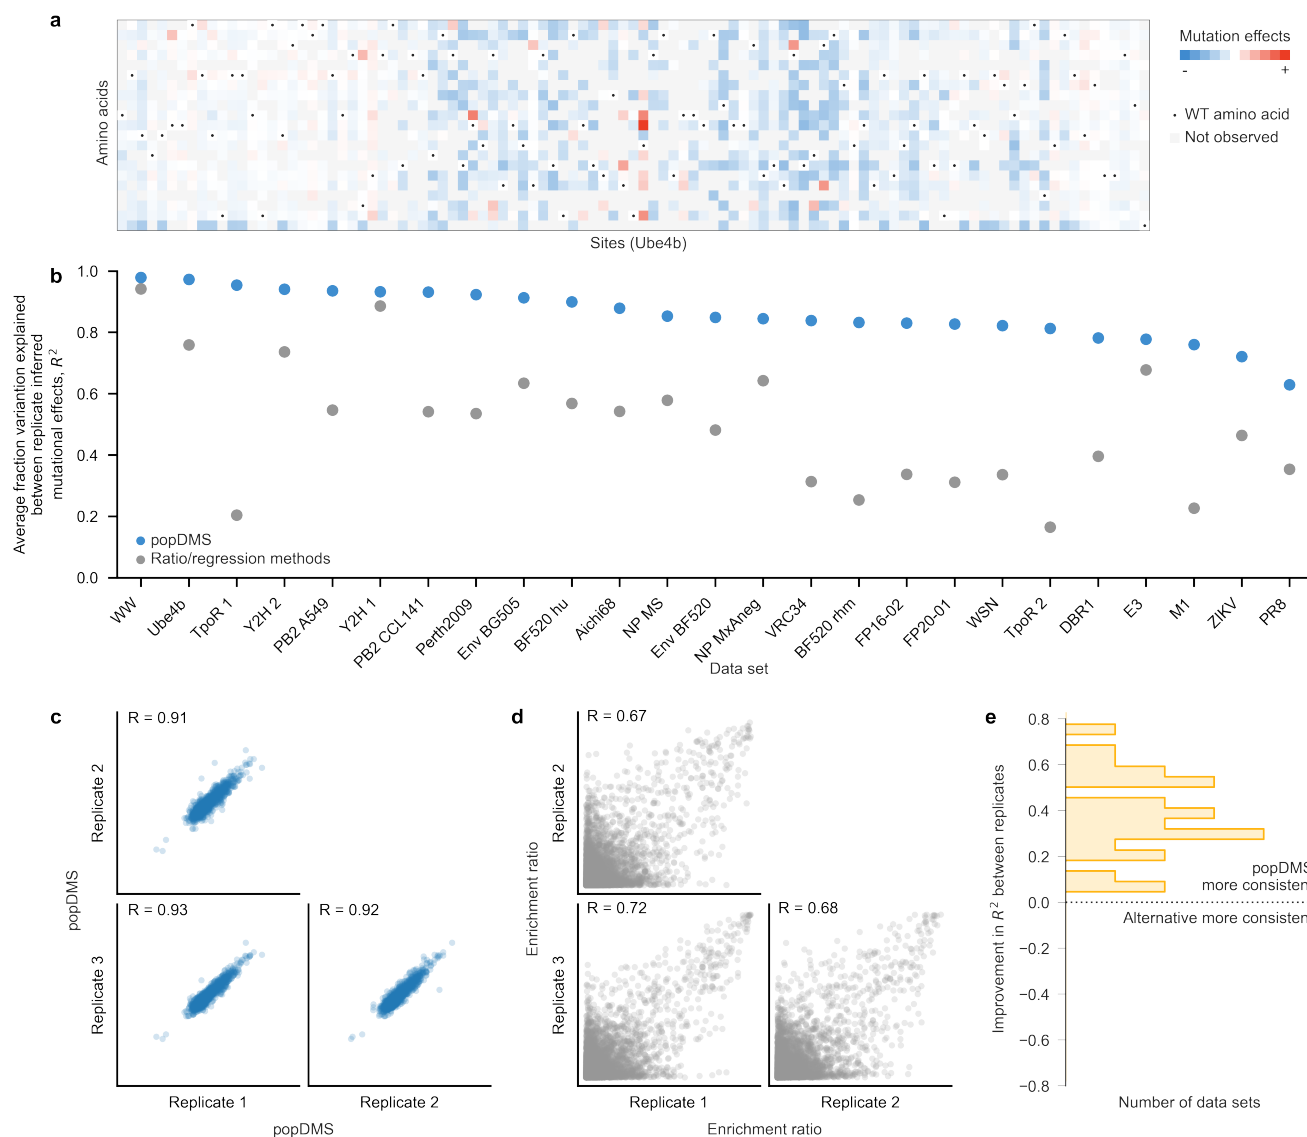 a
Amino acids
Sites (Ube4b)
Mutation effects
- +
WT amino acid
Not observed
b
Average fraction variantion explained
between replicate inferred
mutational effects, R²
1.0
0.8
0.6
0.4
0.2
0.0
popDMS
Ratio/regression methods
WW
Ube4b
TpoR 1
Y2H 2
PB2 A549
Y2H 1
PB2 CCL141
Perth2009
Env BG505
BF520 hu
Aichi68
NP MS
Env BF520
NP MxAneg
VRC34
BF520 rhm
FP16-02
FP20-01
WSN
TpoR 2
DBR1
E3
M1
ZIKV
PR8
Data set
c
R = 0.91
Replicate 2
popDMS
R = 0.93
R = 0.92
Replicate 3
Replicate 1
Replicate 2
popDMS
d
R = 0.67
Replicate 2
Enrichment ratio
R = 0.72
R = 0.68
Replicate 3
Replicate 1
Replicate 2
Enrichment ratio
e
Improvement in R² between replicates
0.8
0.6
0.4
0.2
0.0
−0.2
−0.4
−0.6
−0.8
popDMS
more consistent
Alternative more consistent
Number of data sets